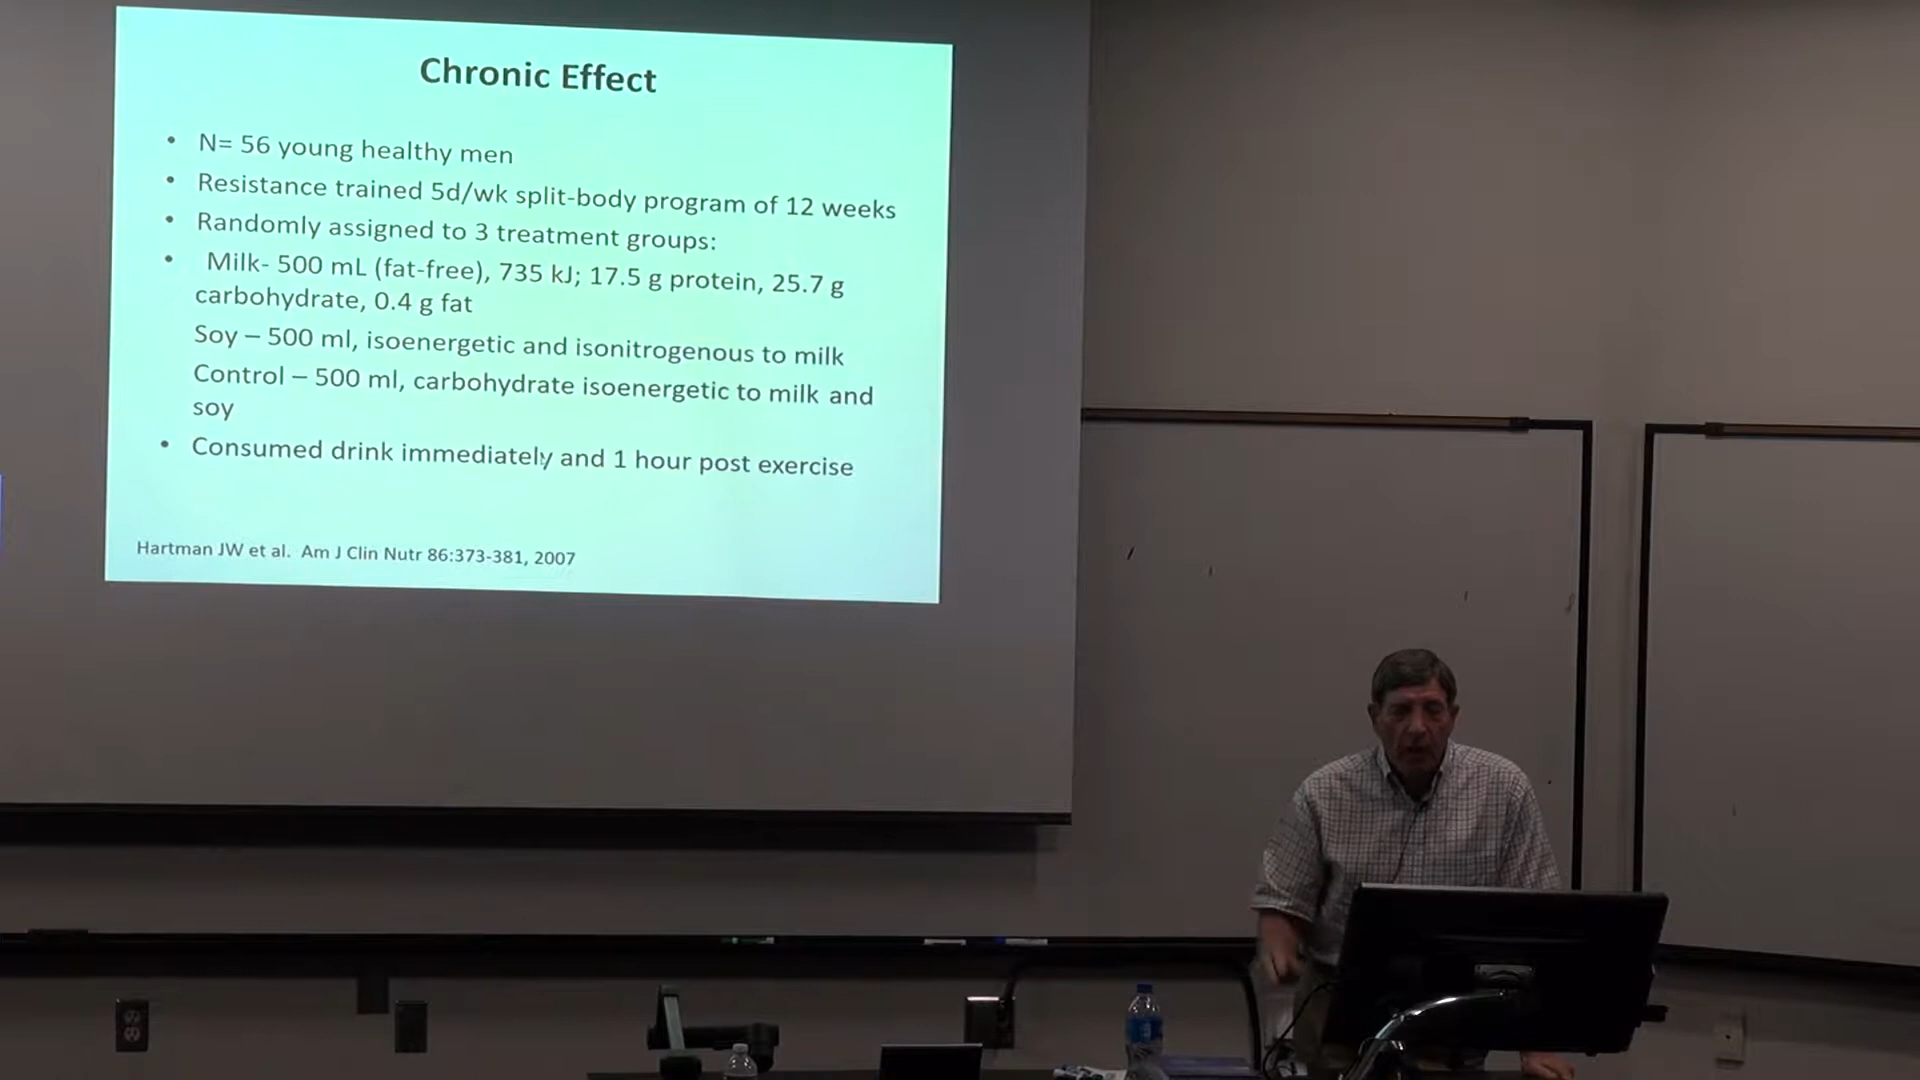 Chronic Effect
• N= 56 young healthy men
• Resistance trained 5d/wk split-body program of 12 weeks
• Randomly assigned to 3 treatment groups:
• Milk- 500 mL (fat-free), 735 kJ; 17.5 g protein, 25.7 g
carbohydrate, 0.4 g fat
Soy – 500 ml, isoenergetic and isonitrogenous to milk
Control – 500 ml, carbohydrate isoenergetic to milk and
soy
• Consumed drink immediately and 1 hour post exercise
Hartman JW et al. Am J Clin Nutr 86:373-381, 2007